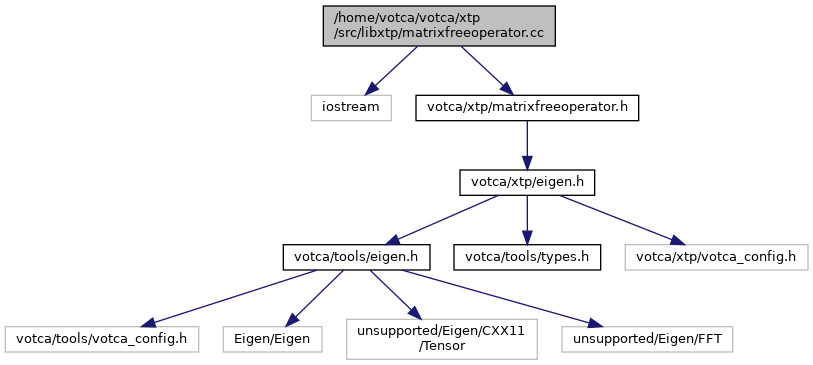 /home/votca/votca/xtp
/src/libxtp/matrixfreeoperator.cc
iostream
votca/xtp/matrixfreeoperator.h
votca/xtp/eigen.h
votca/tools/eigen.h
votca/tools/types.h
votca/xtp/votca_config.h
votca/tools/votca_config.h
Eigen/Eigen
unsupported/Eigen/CXX11
/Tensor
unsupported/Eigen/FFT